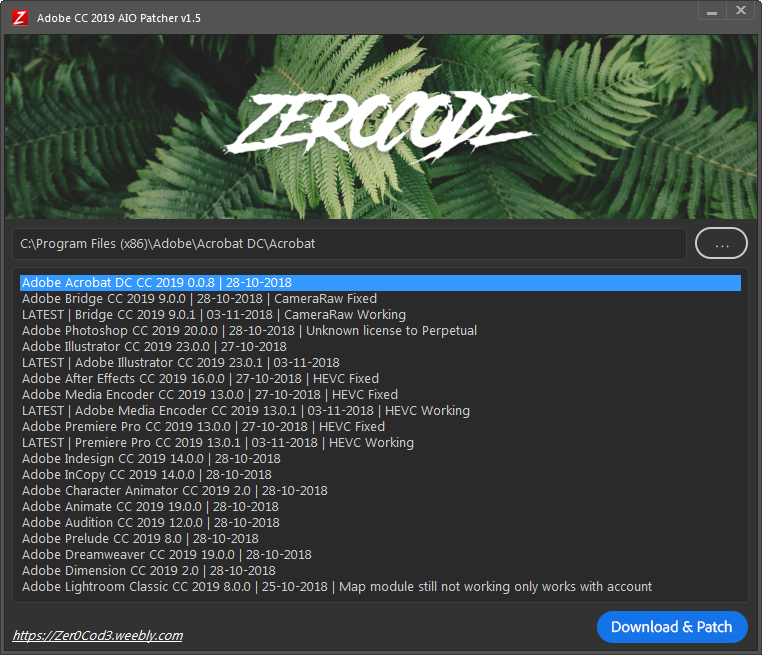 Adobe CC 2019 AIO Patcher v1.5
ZEROCODE
C:\Program Files (x86)\Adobe\Acrobat DC\Acrobat
...
Adobe Acrobat DC CC 2019 0.0.8 | 28-10-2018
Adobe Bridge CC 2019 9.0.0 | 28-10-2018 | CameraRaw Fixed
LATEST | Bridge CC 2019 9.0.1 | 03-11-2018 | CameraRaw Working
Adobe Photoshop CC 2019 20.0.0 | 28-10-2018 | Unknown license to Perpetual
Adobe Illustrator CC 2019 23.0.0 | 27-10-2018
LATEST | Adobe Illustrator CC 2019 23.0.1 | 03-11-2018
Adobe After Effects CC 2019 16.0.0 | 27-10-2018 | HEVC Fixed
Adobe Media Encoder CC 2019 13.0.0 | 27-10-2018 | HEVC Fixed
LATEST | Adobe Media Encoder CC 2019 13.0.1 | 03-11-2018 | HEVC Working
Adobe Premiere Pro CC 2019 13.0.0 | 27-10-2018 | HEVC Fixed
LATEST | Premiere Pro CC 2019 13.0.1 | 03-11-2018 | HEVC Working
Adobe Indesign CC 2019 14.0.0 | 28-10-2018
Adobe InCopy CC 2019 14.0.0 | 28-10-2018
Adobe Character Animator CC 2019 2.0 | 28-10-2018
Adobe Animate CC 2019 19.0.0 | 28-10-2018
Adobe Audition CC 2019 12.0.0 | 28-10-2018
Adobe Prelude CC 2019 8.0 | 28-10-2018
Adobe Dreamweaver CC 2019 19.0.0 | 28-10-2018
Adobe Dimension CC 2019 2.0 | 28-10-2018
Adobe Lightroom Classic CC 2019 8.0.0 | 25-10-2018 | Map module still not working only works with account
https://Zer0Cod3.weebly.com
Download & Patch